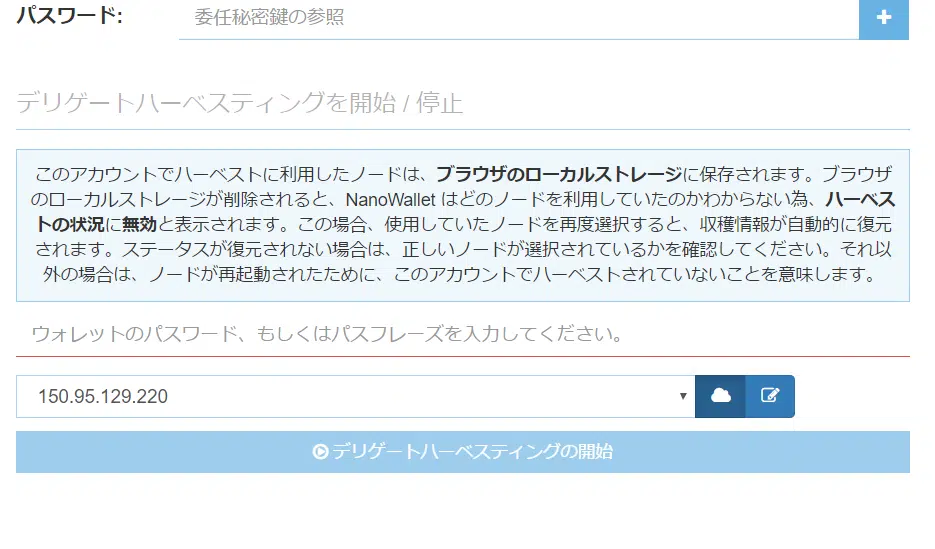 パスワード: 委任秘密鍵の参照
デリゲートハーベスティングを開始 / 停止
このアカウントでハーベストに利用したノードは、ブラウザのローカルストレージに保存されます。ブラウザ
のローカルストレージが削除されると、NanoWallet はどのノードを利用していたのかわからない為、ハーベ
ストの状況に無効と表示されます。この場合、使用していたノードを再度選択すると、収穫情報が自動的に復元
されます。ステータスが復元されない場合は、正しいノードが選択されているかを確認してください。それ以
外の場合は、ノードが再起動されたために、このアカウントでハーベストされていないことを意味します。
ウォレットのパスワード、もしくはパスフレーズを入力してください。
150.95.129.220
デリゲートハーベスティングの開始